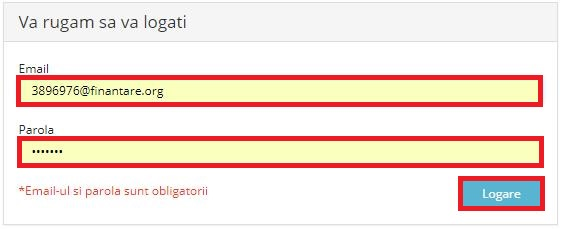 Va rugam sa va logati
Email
3896976@finantare.org
Parola
•••••••
*Email-ul si parola sunt obligatorii
Logare